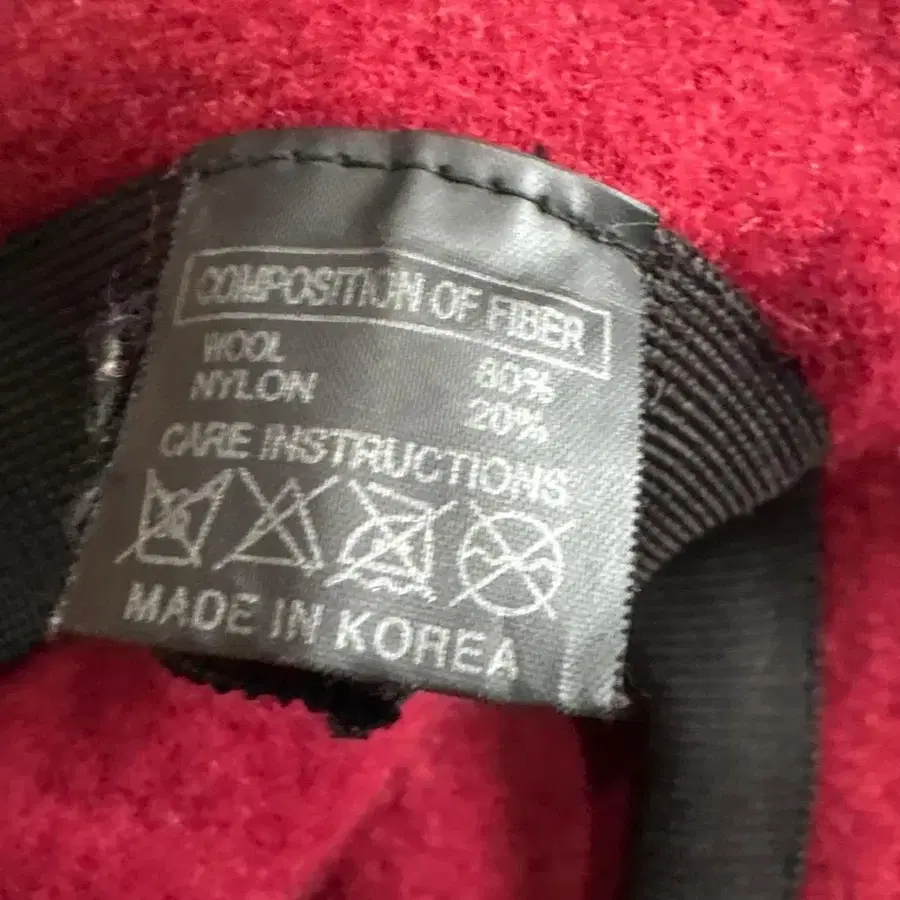 COMPOSITION OF FIBER
WOOL 80%
NYLON 20%
CARE INSTRUCTIONS
MADE IN KOREA